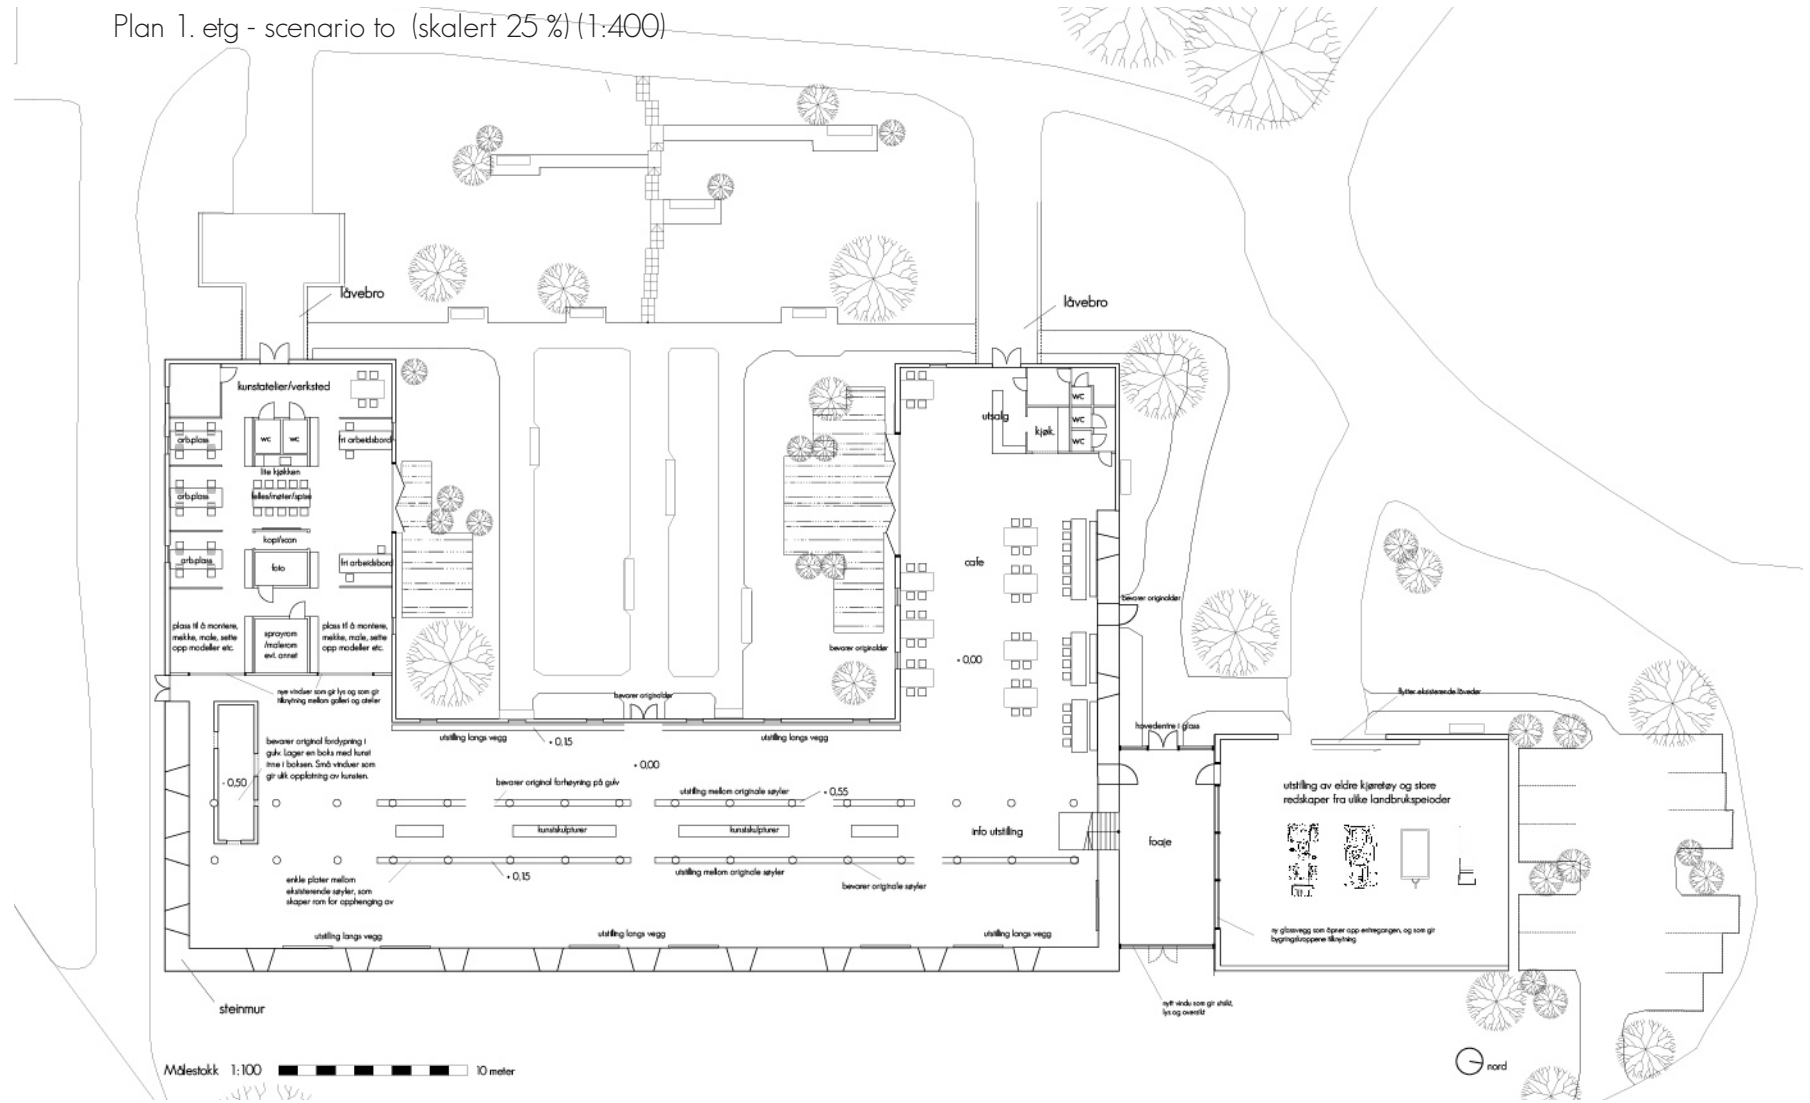 Plan 1. etg - scenario to (skalert 25 %) (1:400)
låvebro
låvebro
kunstatelier/verksted
arb.plass
wc
wc
fri arbeidsbord
lite kjøkken
arb.plass
felles/møter/spise
kopi/scan
arb.plass
foto
fri arbeidsbord
plass til å montere,
mekke, male, sette
opp modeller etc.
sprayrom
/malerom
evt. annet
plass til å montere,
mekke, male, sette
opp modeller etc.
utsalg
kjøk.
wc
wc
wc
cafe
bevarer originaldør
bevarer originaldør
+ 0,00
nye vinduer som gir lys og som gir
tilknytning mellom galleri og atelier
bevarer originaldør
flytter eksisterende låvedør
hovedentre i glass
utstilling langs vegg
+ 0,15
utstilling langs vegg
bevarer original fordypning i
gulv. Lager en boks med kunst
inne i boksen. Små vinduer som
gir ulik oppfatning av kunsten.
- 0,50
+ 0,00
bevarer original forhøyning på gulv
utstilling mellom originale søyler
+ 0,55
utstilling av eldre kjøretøy og store
redskaper fra ulike landbrukspeioder
kunstskulpturer
kunstskulpturer
info utstilling
foaje
utstilling mellom originale søyler
+ 0,15
bevarer originale søyler
enkle plater mellom
eksisterende søyler, som
skaper rom for opphenging av
utstilling langs vegg
utstilling langs vegg
utstilling langs vegg
ny glassvegg som åpner opp entregangen, og som gir
bygningskroppene tilknytning
steinmur
nytt vindu som gir utsikt,
lys og oversikt
Målestokk 1:100
10 meter
nord